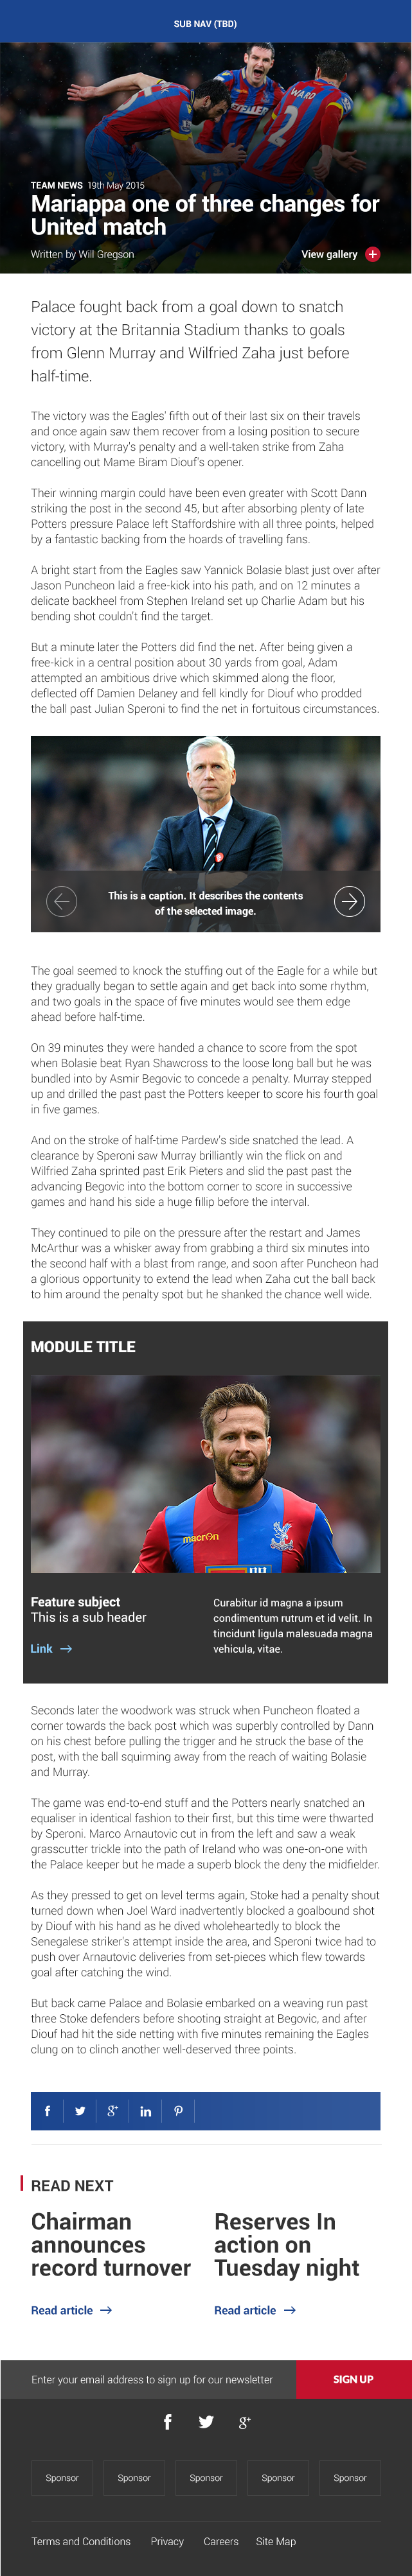 SUB NAV (TBD)
WARD
2
TEAM NEWS 19th May 2015
Mariappa one of three changes for
United match
Written by Will Gregson
View gallery
Palace fought back from a goal down to snatch
victory at the Britannia Stadium thanks to goals
from Glenn Murray and Wilfried Zaha just before
half-time.
The victory was the Eagles' fifth out of their last six on their travels
and once again saw them recover from a losing position to secure
victory, with Murray's penalty and a well-taken strike from Zaha
cancelling out Mame Biram Diouf's opener.
Their winning margin could have been even greater with Scott Dann
striking the post in the second 45, but after absorbing plenty of late
Potters pressure Palace left Staffordshire with all three points, helped
by a fantastic backing from the hoards of travelling fans.
A bright start from the Eagles saw Yannick Bolasie blast just over after
Jason Puncheon laid a free-kick into his path, and on 12 minutes a
delicate backheel from Stephen Ireland set up Charlie Adam but his
bending shot couldn't find the target.
But a minute later the Potters did find the net. After being given a
free-kick in a central position about 30 yards from goal, Adam
attempted an ambitious drive which skimmed along the floor,
deflected off Damien Delaney and fell kindly for Diouf who prodded
the ball past Julian Speroni to find the net in fortuitous circumstances.
This is a caption. It describes the contents
of the selected image.
The goal seemed to knock the stuffing out of the Eagle for a while but
they gradually began to settle again and get back into some rhythm,
and two goals in the space of five minutes would see them edge
ahead before half-time.
On 39 minutes they were handed a chance to score from the spot
when Bolasie beat Ryan Shawcross to the loose long ball but he was
bundled into by Asmir Begovic to concede a penalty. Murray stepped
up and drilled the past past the Potters keeper to score his fourth goal
in five games.
And on the stroke of half-time Pardew's side snatched the lead. A
clearance by Speroni saw Murray brilliantly win the flick on and
Wilfried Zaha sprinted past Erik Pieters and slid the past past the
advancing Begovic into the bottom corner to score in successive
games and hand his side a huge fillip before the interval.
They continued to pile on the pressure after the restart and James
McArthur was a whisker away from grabbing a third six minutes into
the second half with a blast from range, and soon after Puncheon had
a glorious opportunity to extend the lead when Zaha cut the ball back
to him around the penalty spot but he shanked the chance well wide.
MODULE TITLE
macron
Feature subject
This is a sub header
Link
Curabitur id magna a ipsum
condimentum rutrum et id velit. In
tincidunt ligula malesuada magna
vehicula, vitae.
Seconds later the woodwork was struck when Puncheon floated a
corner towards the back post which was superbly controlled by Dann
on his chest before pulling the trigger and he struck the base of the
post, with the ball squirming away from the reach of waiting Bolasie
and Murray.
The game was end-to-end stuff and the Potters nearly snatched an
equaliser in identical fashion to their first, but this time were thwarted
by Speroni. Marco Arnautovic cut in from the left and saw a weak
grasscutter trickle into the path of Ireland who was one-on-one with
the Palace keeper but he made a superb block the deny the midfielder.
As they pressed to get on level terms again, Stoke had a penalty shout
turned down when Joel Ward inadvertently blocked a goalbound shot
by Diouf with his hand as he dived wholeheartedly to block the
Senegalese striker's attempt inside the area, and Speroni twice had to
push over Arnautovic deliveries from set-pieces which flew towards
goal after catching the wind.
But back came Palace and Bolasie embarked on a weaving run past
three Stoke defenders before shooting straight at Begovic, and after
Diouf had hit the side netting with five minutes remaining the Eagles
clung on to clinch another well-deserved three points.
READ NEXT
Chairman
announces
record turnover
Read article
Reserves In
action on
Tuesday night
Read article
Enter your email address to sign up for our newsletter
SIGN UP
Sponsor Sponsor Sponsor Sponsor Sponsor
Terms and Conditions Privacy Careers Site Map